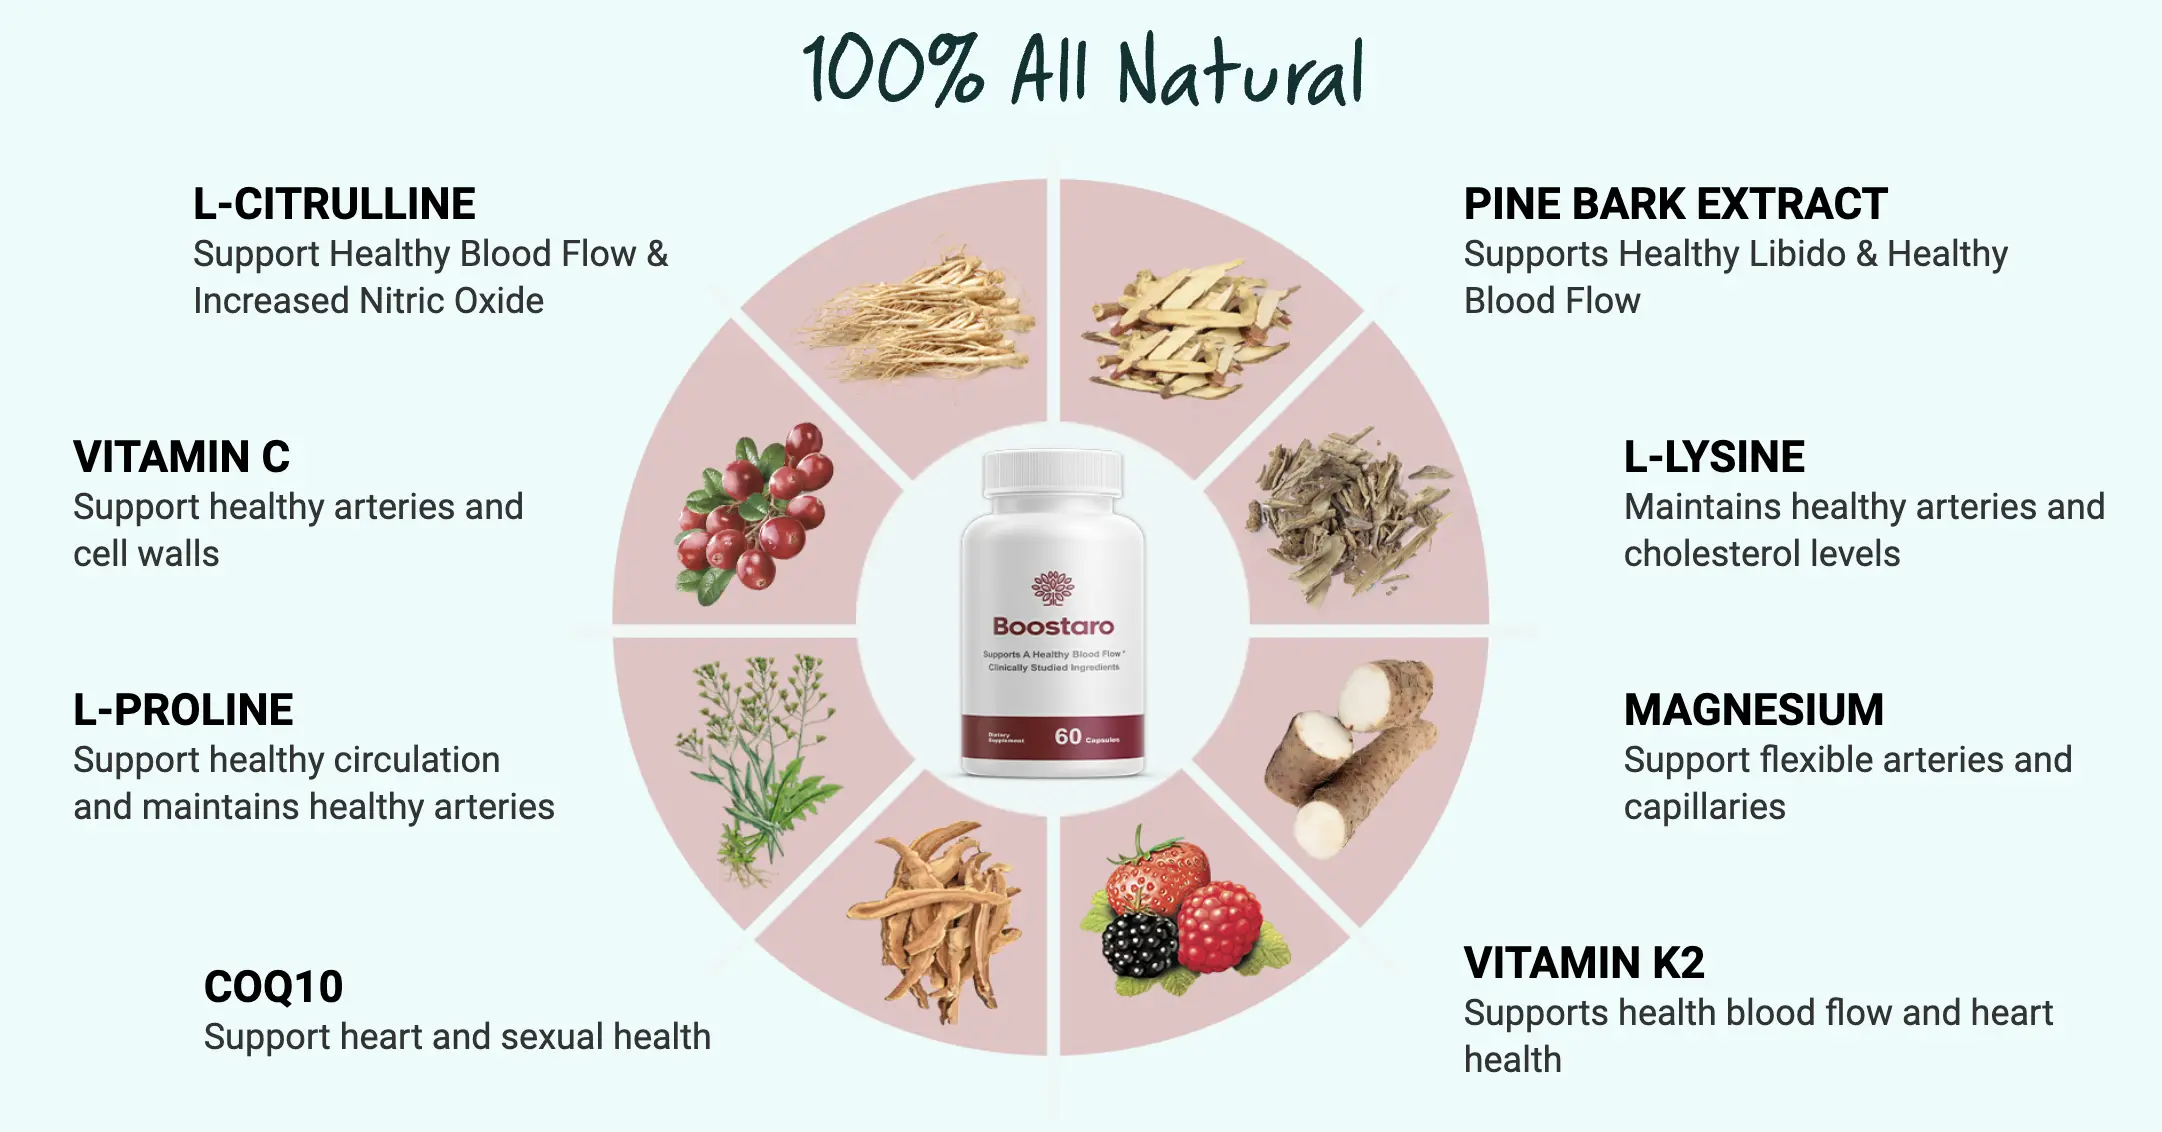 100% All Natural
L-CITRULLINE
Support Healthy Blood Flow &
Increased Nitric Oxide
PINE BARK EXTRACT
Supports Healthy Libido & Healthy
Blood Flow
VITAMIN C
Support healthy arteries and
cell walls
L-LYSINE
Maintains healthy arteries and
cholesterol levels
Boostaro
Supports A Healthy Blood Flow*
Clinically Studied Ingredients
Dietary
Supplement
60 Capsules
L-PROLINE
Support healthy circulation
and maintains healthy arteries
MAGNESIUM
Support flexible arteries and
capillaries
COQ10
Support heart and sexual health
VITAMIN K2
Supports health blood flow and heart
health